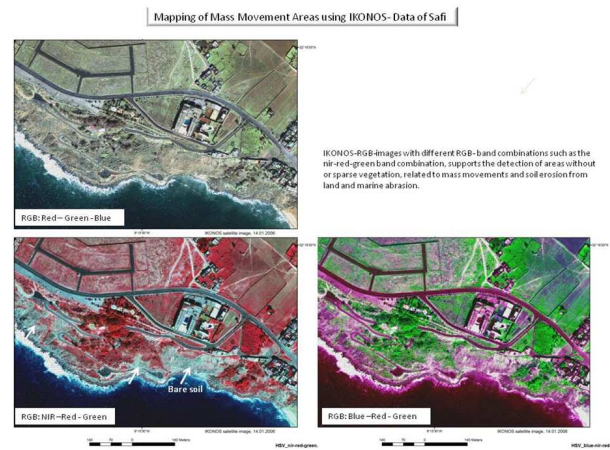 Mapping of Mass Movement Areas using IKONOS- Data of Safi
IKONOS-RGB-images with different RGB- band combinations such as the
nir-red-green band combination, supports the detection of areas without
or sparse vegetation, related to mass movements and soil erosion from
land and marine abrasion.
RGB: Red – Green -Blue
IKONOS satellite image, 14.01.2006
Bare soil
RGB: NIR –Red - Green
IKONOS satellite image, 14.01.2006
HSV_nir-red-green.
RGB: Blue –Red - Green
IKONOS satellite image, 14.01.2006
HSV_blue-nir-red